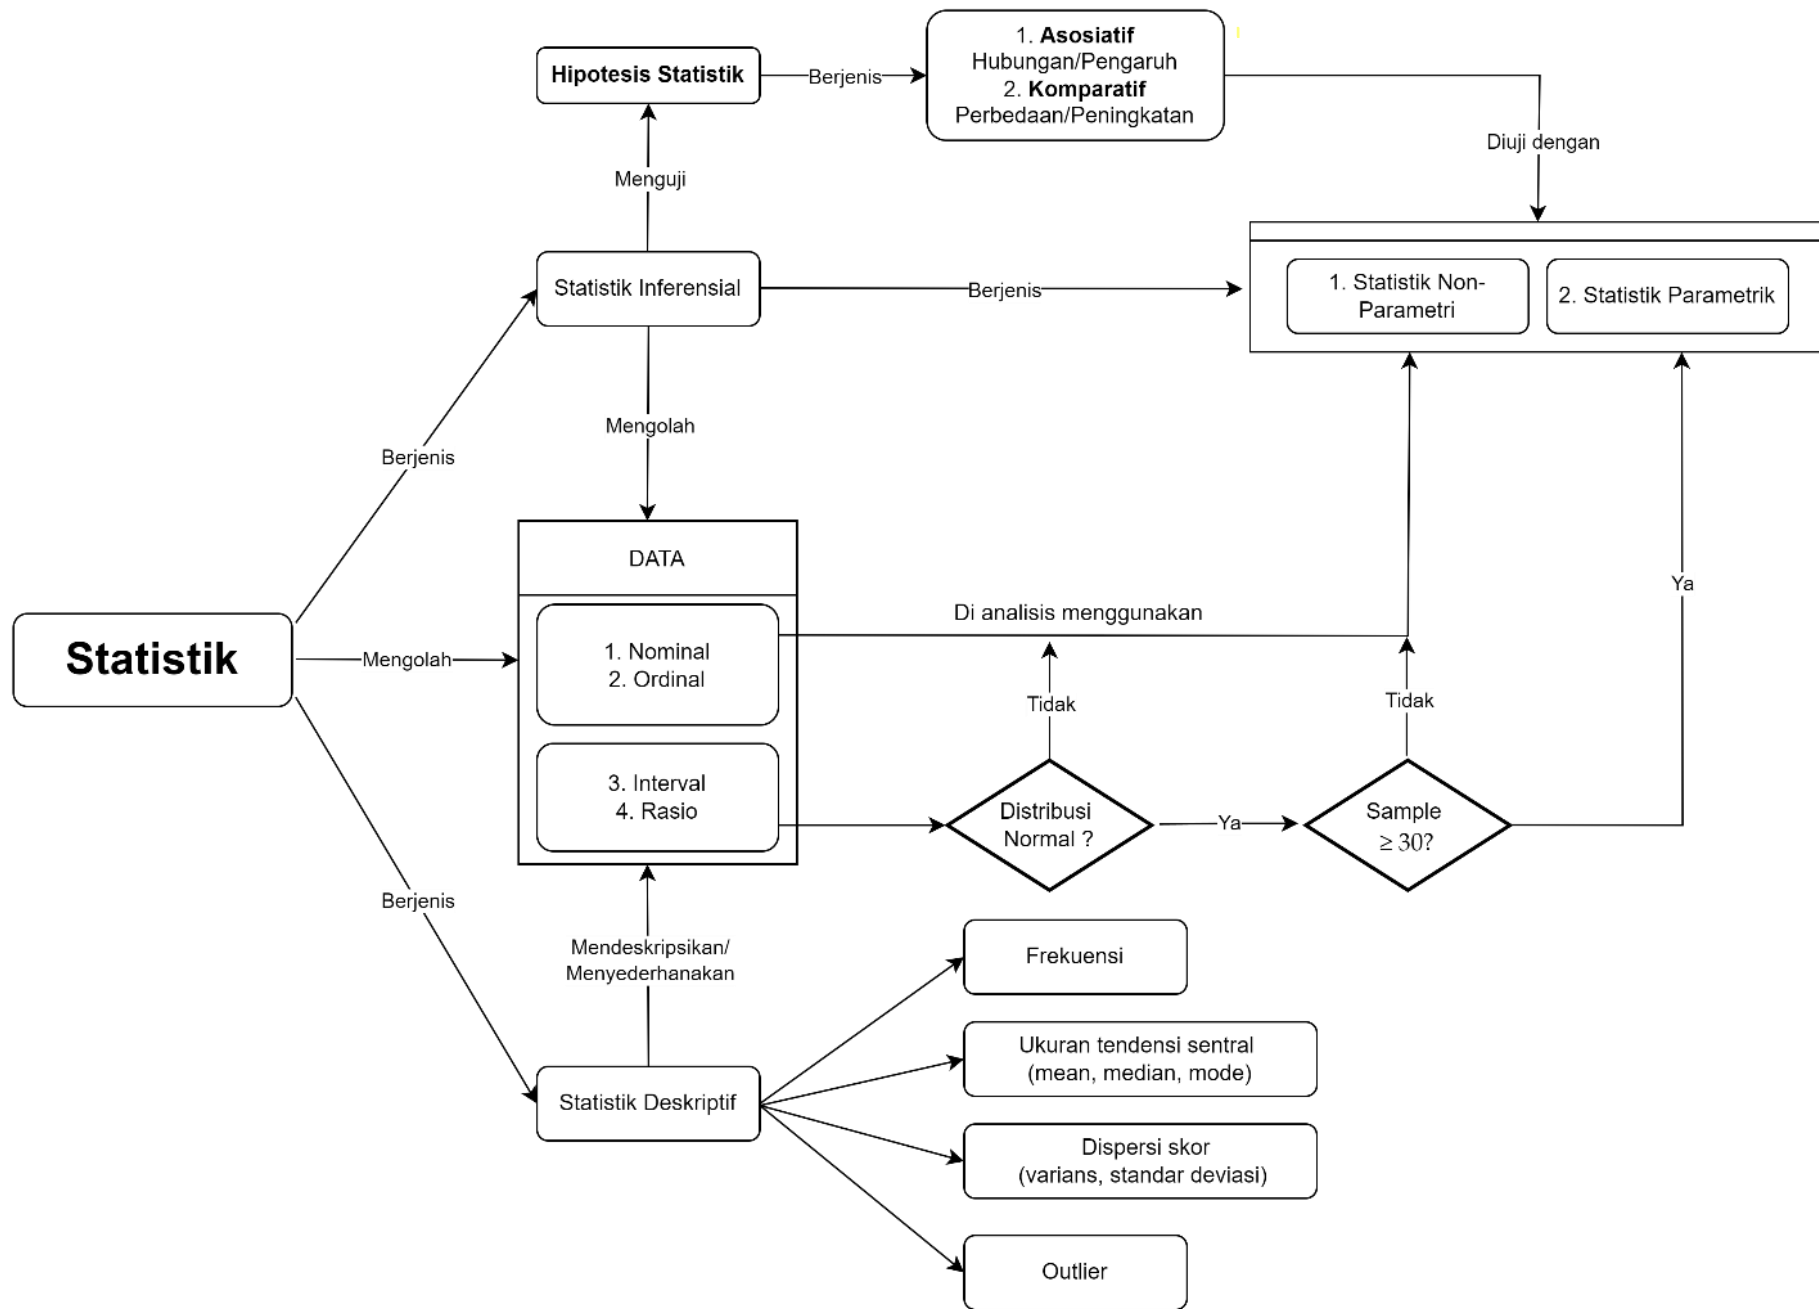 1. Asosiatif
Hubungan/Pengaruh
2. Komparatif
Perbedaan/Peningkatan
Hipotesis Statistik
Berjenis
Diuji dengan
Menguji
Statistik Inferensial
Berjenis
1. Statistik Non-
Parametri
2. Statistik Parametrik
Mengolah
Berjenis
DATA
Statistik
Mengolah
1. Nominal
2. Ordinal
Di analisis menggunakan
Ya
Tidak
Tidak
3. Interval
4. Rasio
Distribusi
Normal ?
Ya
Sample
≥ 30?
Berjenis
Mendeskripsikan/
Menyederhanakan
Statistik Deskriptif
Frekuensi
Ukuran tendensi sentral
(mean, median, mode)
Dispersi skor
(varians, standar deviasi)
Outlier